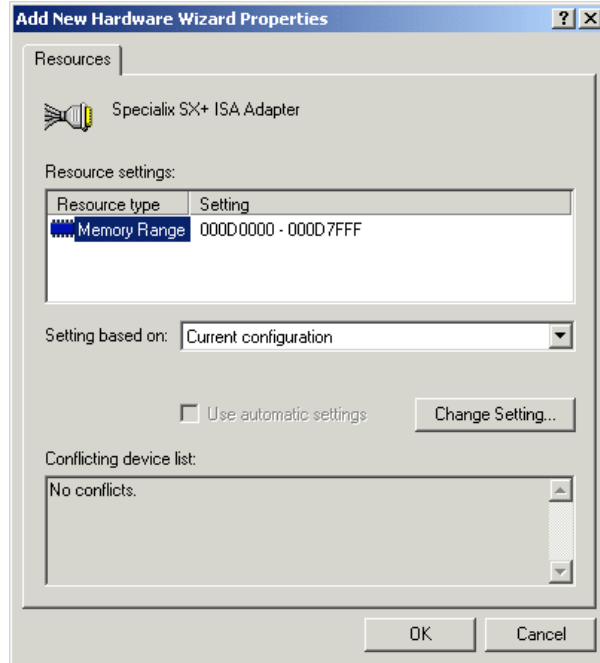 Add New Hardware Wizard Properties
Resources
Specialix SX+ ISA Adapter
Resource settings:
Resource type Setting
Memory Range 000D0000 - 000D7FFF
Setting based on: Current configuration
Use automatic settings Change Setting...
Conflicting device list:
No conflicts.
OK Cancel